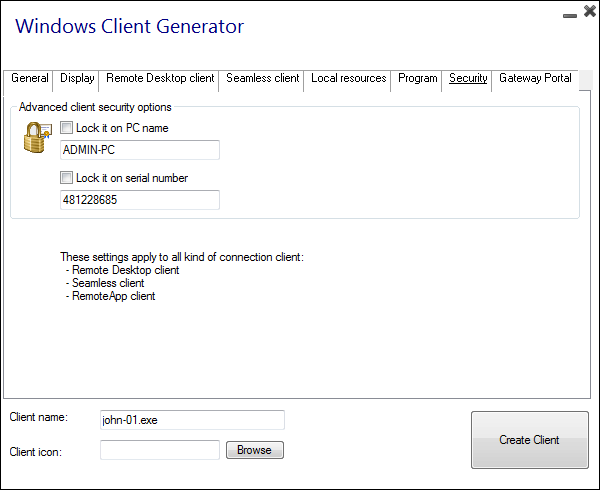 Windows Client Generator
General Display Remote Desktop client Seamless client Local resources Program Security Gateway Portal
Advanced client security options
Lock it on PC name
ADMIN-PC
Lock it on serial number
481228685
These settings apply to all kind of connection client:
- Remote Desktop client
- Seamless client
- RemoteApp client
Client name: john-01.exe
Create Client
Client icon: Browse